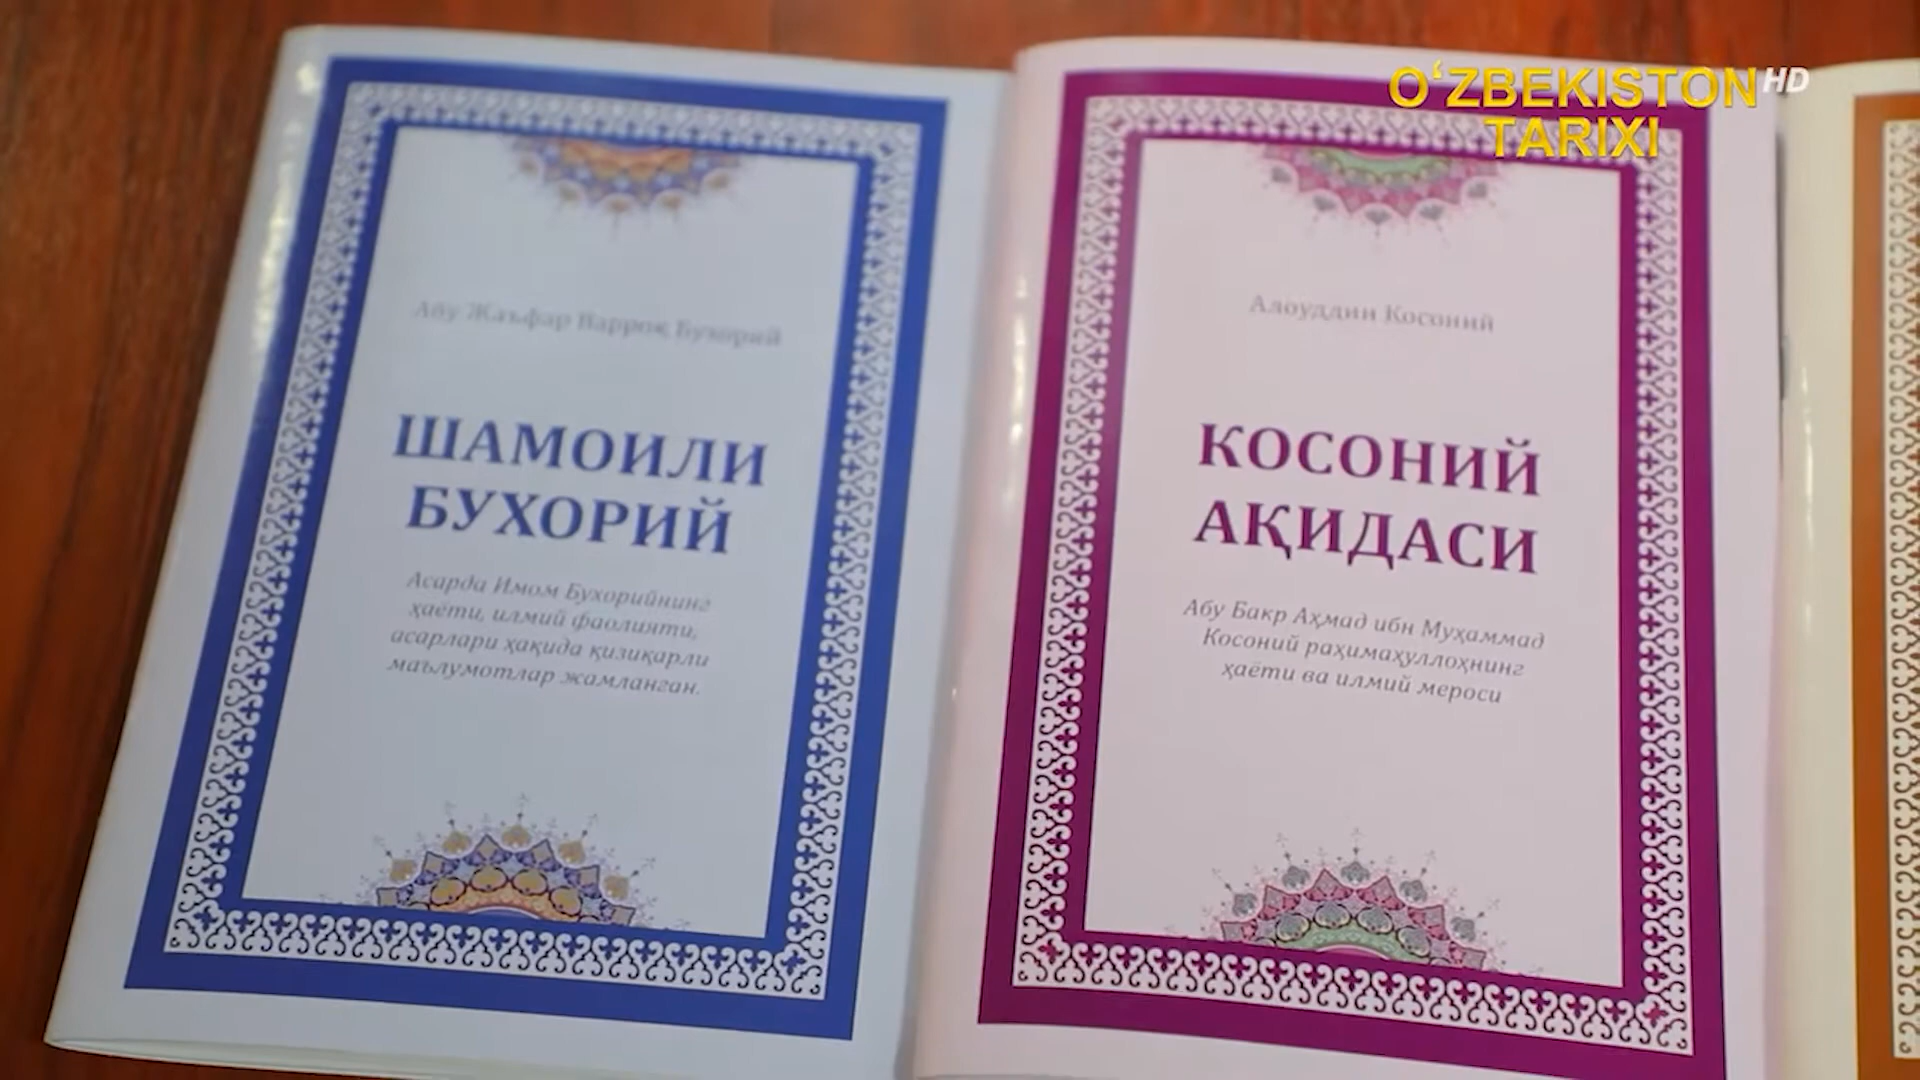 O‘ZBEKISTON HD
TARIXI
Абу Жаъфар Варроқ Бухорий
ШАМОИЛИ
БУХОРИЙ
Асарда Имом Бухорийнинг
ҳаёти, илмий фаолияти,
асарлари ҳақида қизиқарли
маълумотлар жамланган.
Алоуддин Косоний
КОСОНИЙ
АҚИДАСИ
Абу Бакр Аҳмад ибн Муҳаммад
Косоний раҳимаҳуллоҳнинг
ҳаёти ва илмий мероси